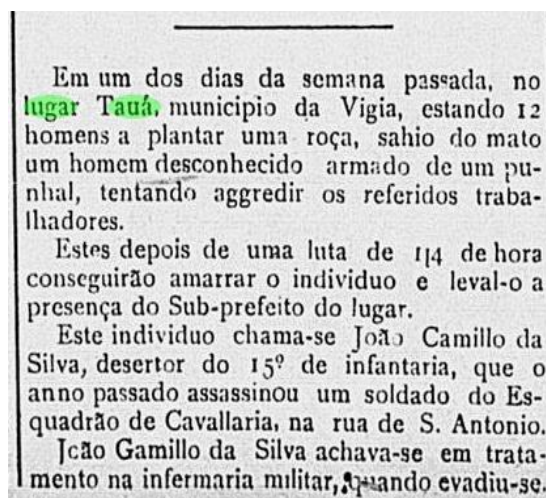 Em um dos dias da semana passada, no
lugar Tauá, municipio da Vigia, estando 12
homens a plantar uma roça, sahio do mato
um homem desconhecido armado de um pu-
nhal, tentando aggredir os referidos traba-
lhadores.
Estes depois de uma luta de 1|4 de hora
conseguirão amarrar o individuo e leval-o a
presença do Sub-prefeito do lugar.
Este individuo chama-se João Camillo da
Silva, desertor do 15º de infantaria, que o
anno passado assassinou um soldado do Es-
quadrão de Cavallaria, na rua de S. Antonio.
João Gamillo da Silva achava-se em trata-
mento na infermaria militar, quando evadiu-se.